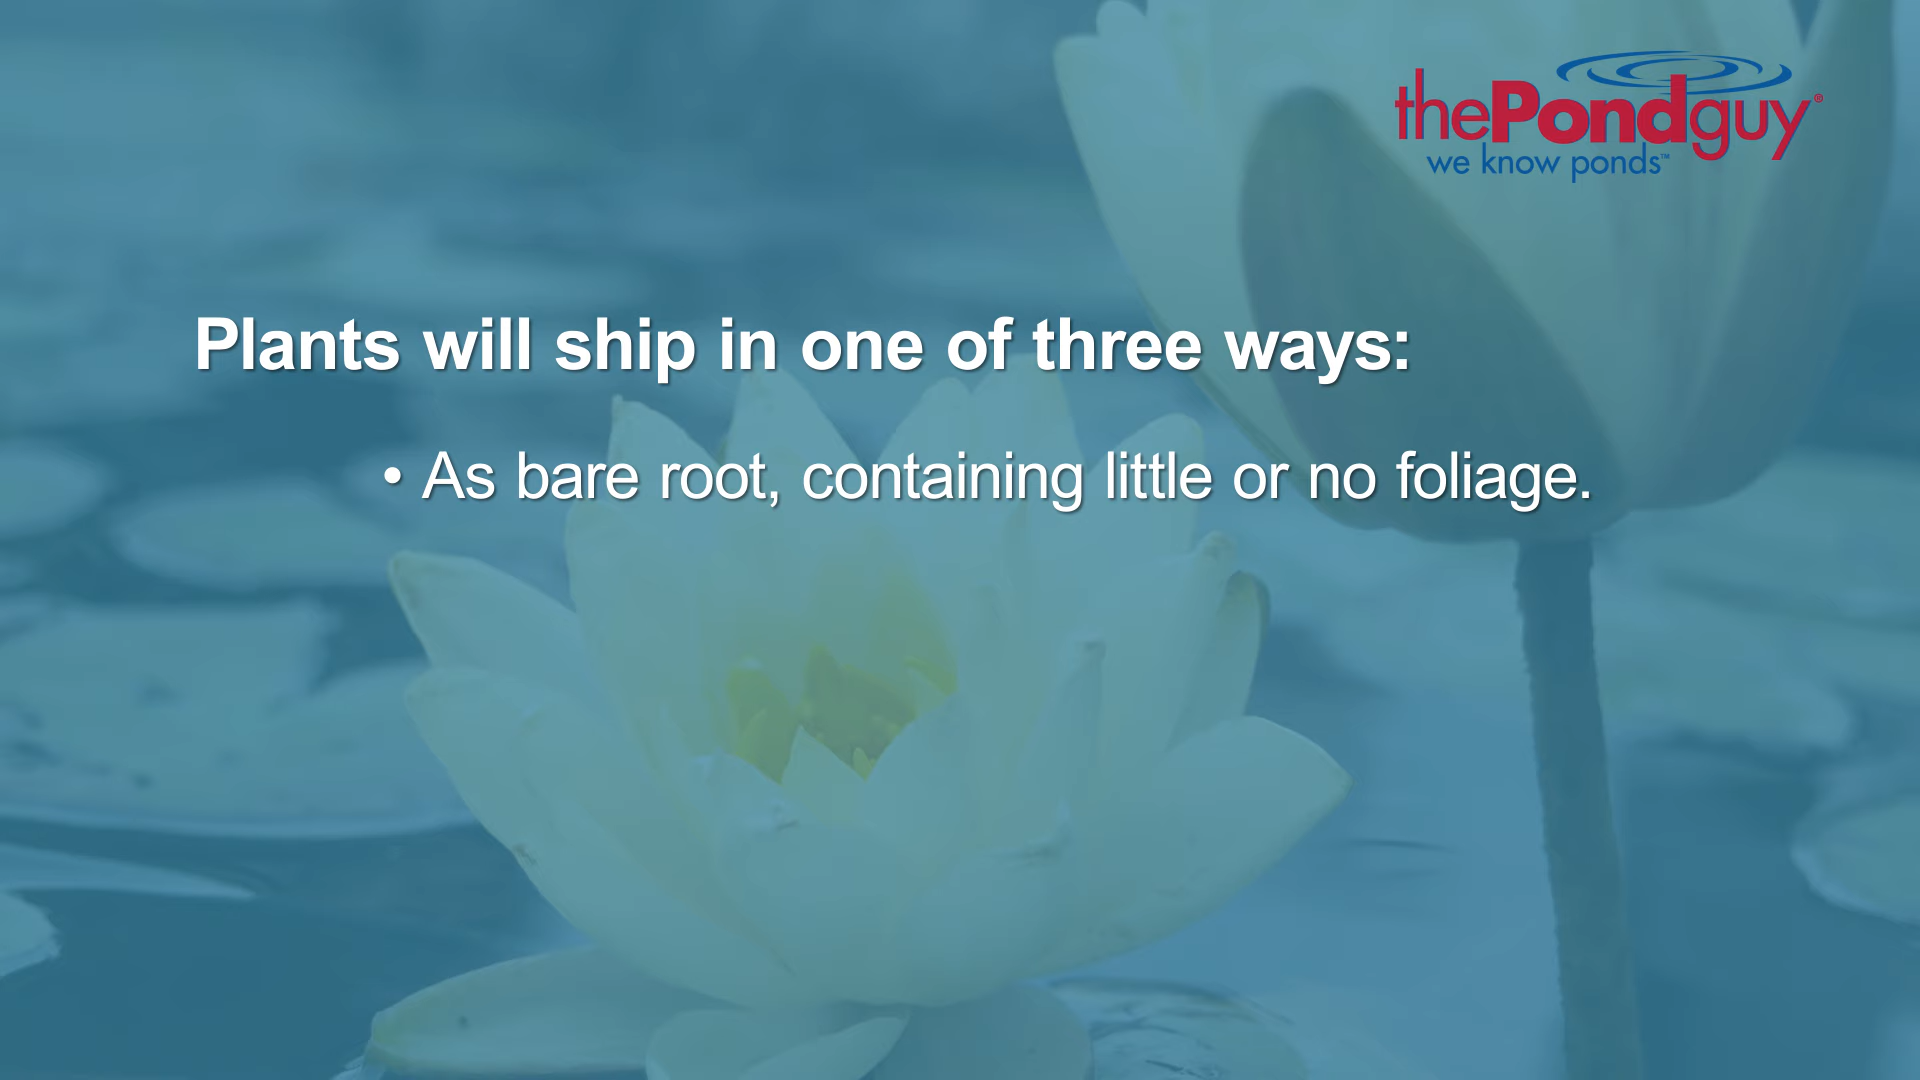 thePondguy®
we know ponds™
Plants will ship in one of three ways:
• As bare root, containing little or no foliage.